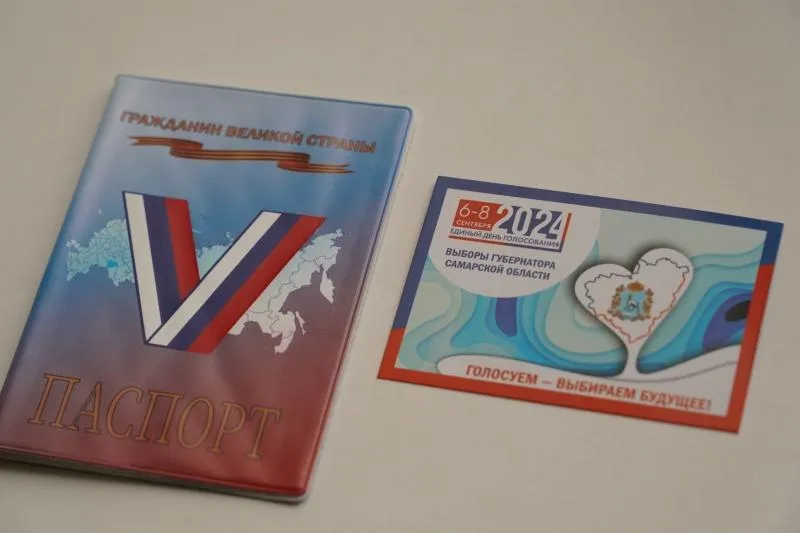 ГРАЖДАНИН ВЕЛИКОЙ СТРАНЫ
V
ПАСПОРТ
6-8
СЕНТЯБРЯ
2024
ЕДИНЫЙ ДЕНЬ ГОЛОСОВАНИЯ
ВЫБОРЫ ГУБЕРНАТОРА
САМАРСКОЙ ОБЛАСТИ
ГОЛОСУЕМ — ВЫБИРАЕМ БУДУЩЕЕ!